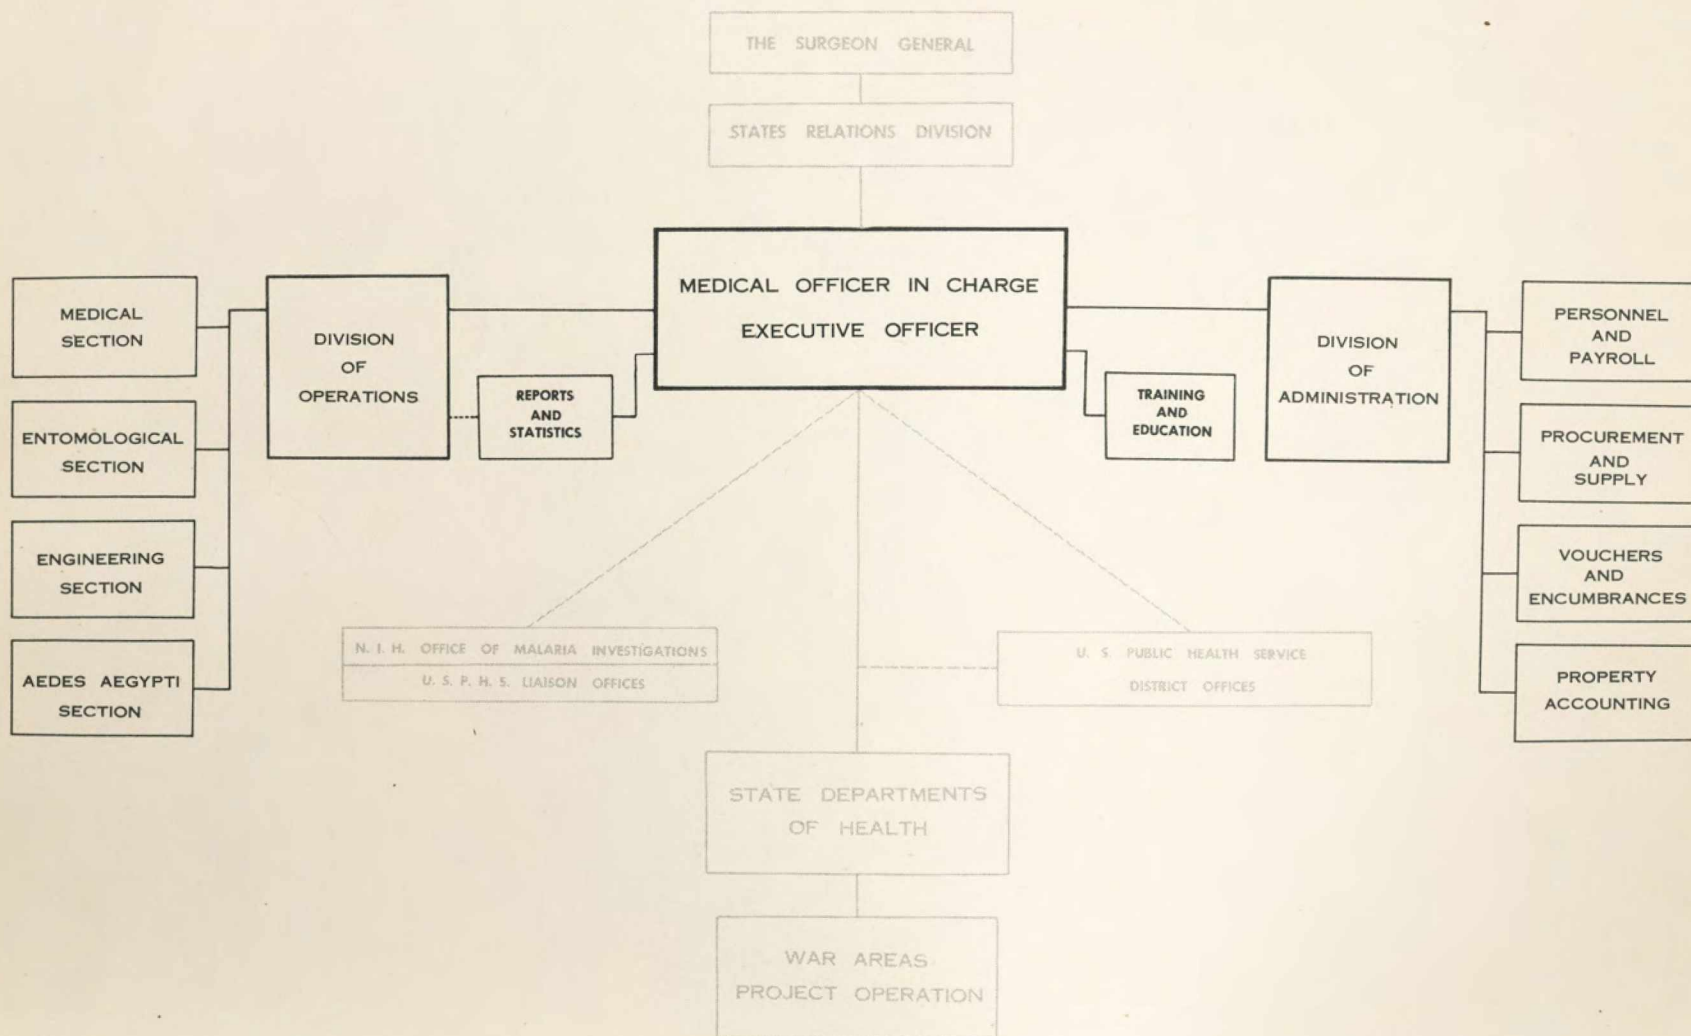 THE SURGEON GENERAL
STATES RELATIONS DIVISION
MEDICAL OFFICER IN CHARGE
EXECUTIVE OFFICER
MEDICAL
SECTION
ENTOMOLOGICAL
SECTION
ENGINEERING
SECTION
AEDES AEGYPTI
SECTION
DIVISION
OF
OPERATIONS
REPORTS
AND
STATISTICS
TRAINING
AND
EDUCATION
DIVISION
OF
ADMINISTRATION
PERSONNEL
AND
PAYROLL
PROCUREMENT
AND
SUPPLY
VOUCHERS
AND
ENCUMBRANCES
PROPERTY
ACCOUNTING
N. I. H. OFFICE OF MALARIA INVESTIGATIONS
U. S. P. H. S. LIAISON OFFICES
U. S. PUBLIC HEALTH SERVICE
DISTRICT OFFICES
STATE DEPARTMENTS
OF HEALTH
WAR AREAS
PROJECT OPERATION